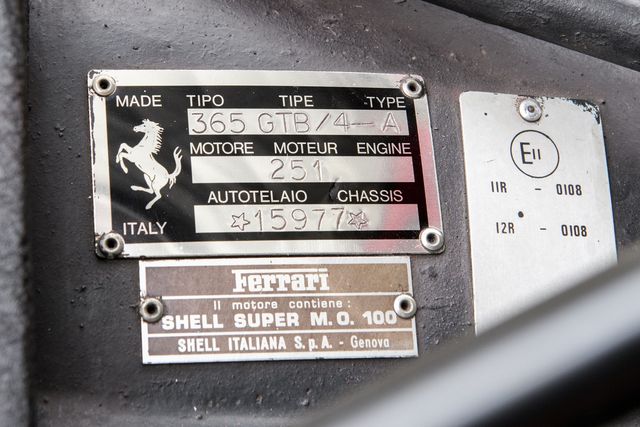 MADE TIPO TIPE TYPE
365 GTB/4-A
MOTORE MOTEUR ENGINE
251
AUTOTELAIO CHASSIS
☆15977☆
ITALY
Ferrari
Il motore contiene:
SHELL SUPER M.O. 100
SHELL ITALIANA S.p.A. - Genova
E11
11R - 0108
12R - 0108